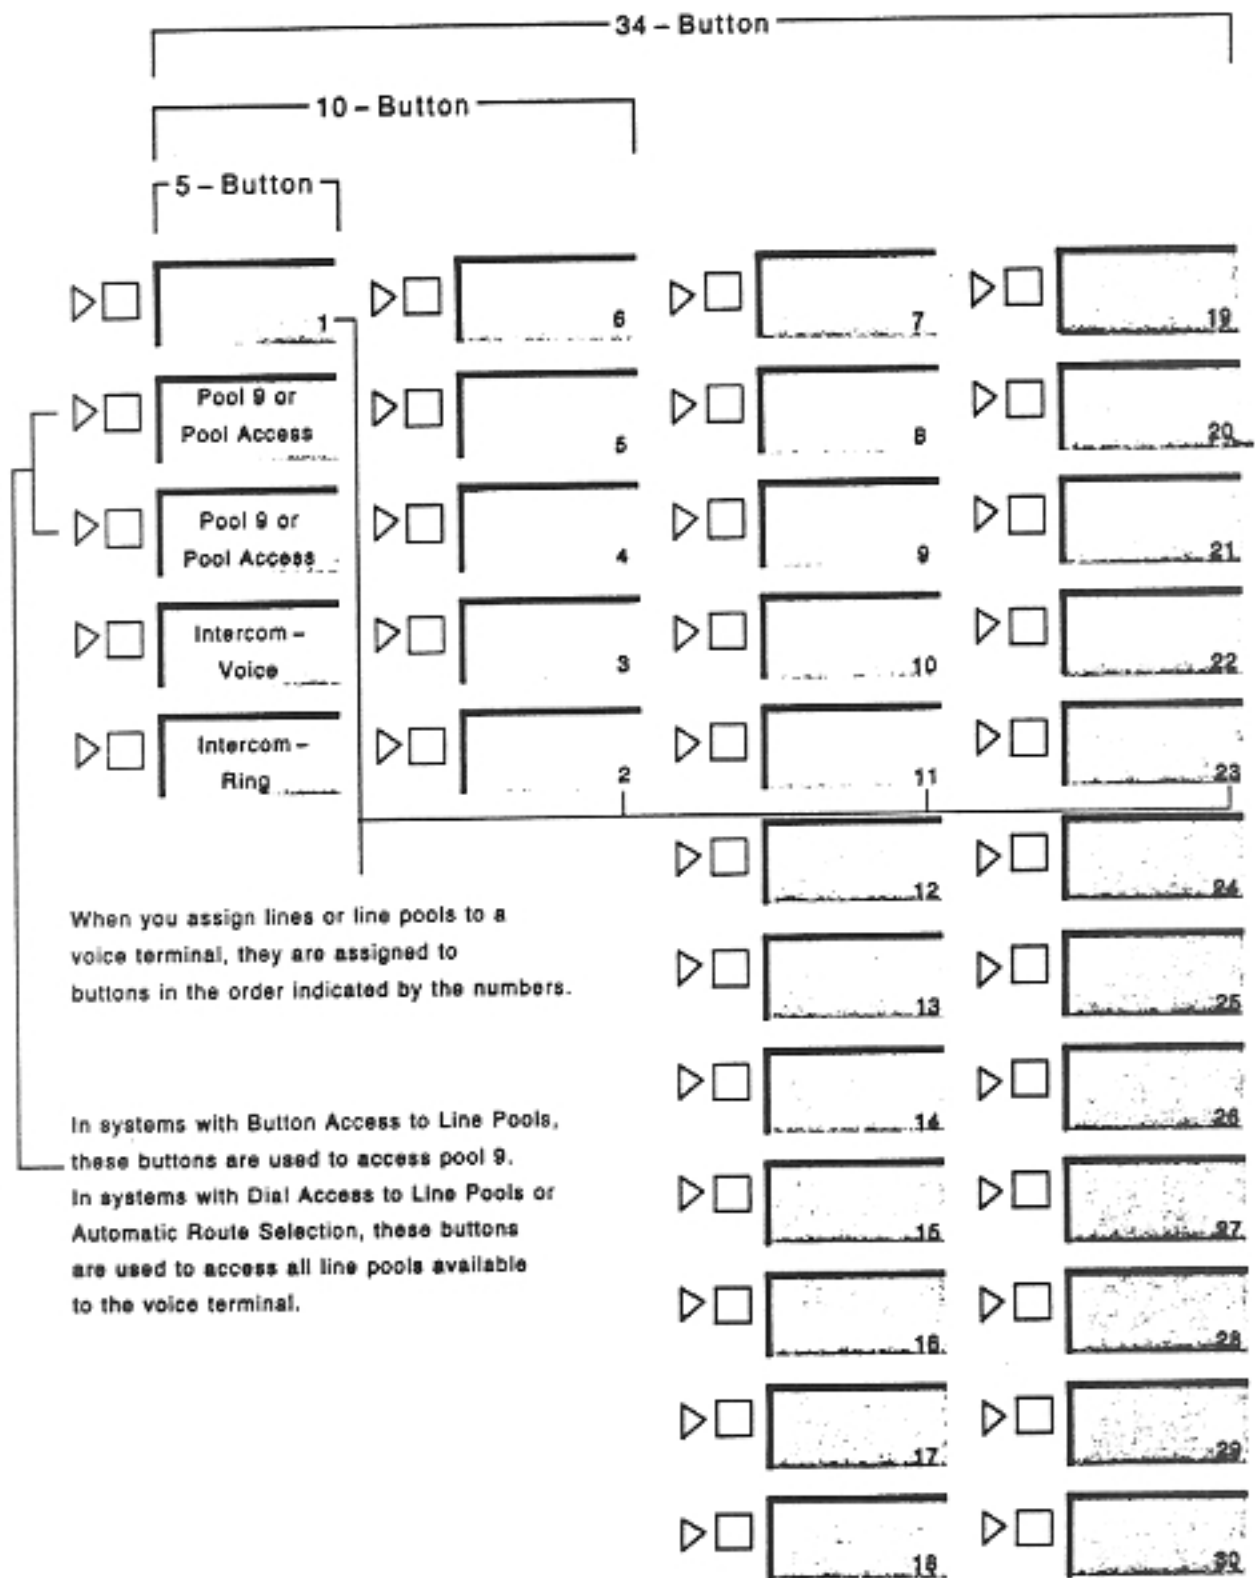 34 – Button
10 – Button
5 – Button
1
6
7
19
Pool 9 or
Pool Access
5
8
20
Pool 9 or
Pool Access
4
9
21
Intercom –
Voice
3
10
22
Intercom –
Ring
2
11
23
12
24
13
25
14
26
15
27
16
28
17
29
18
30
When you assign lines or line pools to a
voice terminal, they are assigned to
buttons in the order indicated by the numbers.
In systems with Button Access to Line Pools,
these buttons are used to access pool 9.
In systems with Dial Access to Line Pools or
Automatic Route Selection, these buttons
are used to access all line pools available
to the voice terminal.